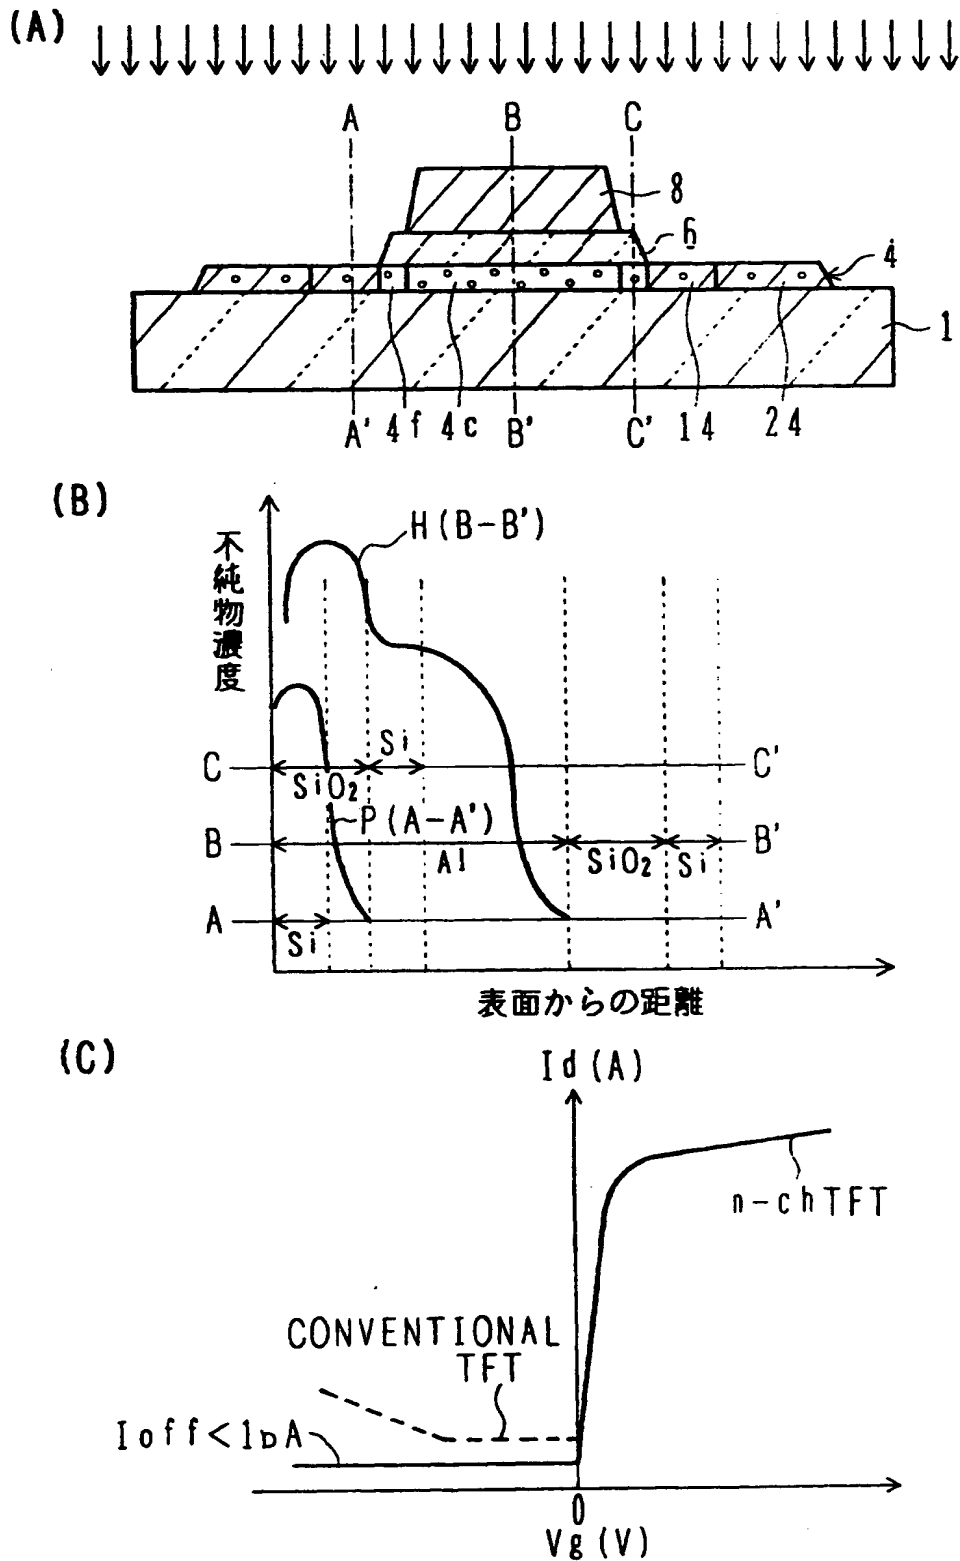 (A)
A B C
8
6
4
1
A' 4f 4c B' C' 14 24
(B)
不純物濃度
H(B-B')
Si
C C'
SiO2
P(A-A')
B B'
Al SiO2 Si
A A'
Si
表面からの距離
(C)
Id(A)
n-chTFT
CONVENTIONAL
TFT
Ioff<1pA
0
Vg(V)